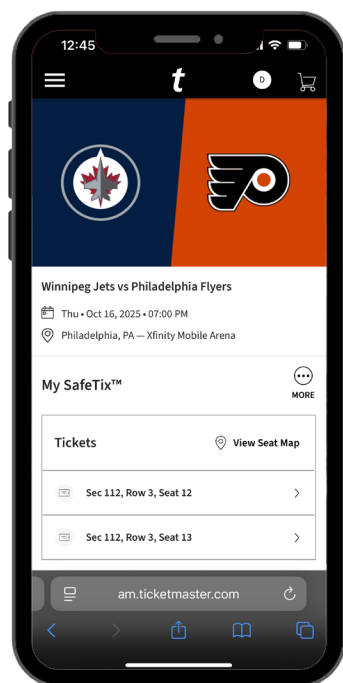 12:45
t
D
Winnipeg Jets vs Philadelphia Flyers
Thu • Oct 16, 2025 • 07:00 PM
Philadelphia, PA — Xfinity Mobile Arena
My SafeTix™
MORE
Tickets
View Seat Map
Sec 112, Row 3, Seat 12
Sec 112, Row 3, Seat 13
am.ticketmaster.com